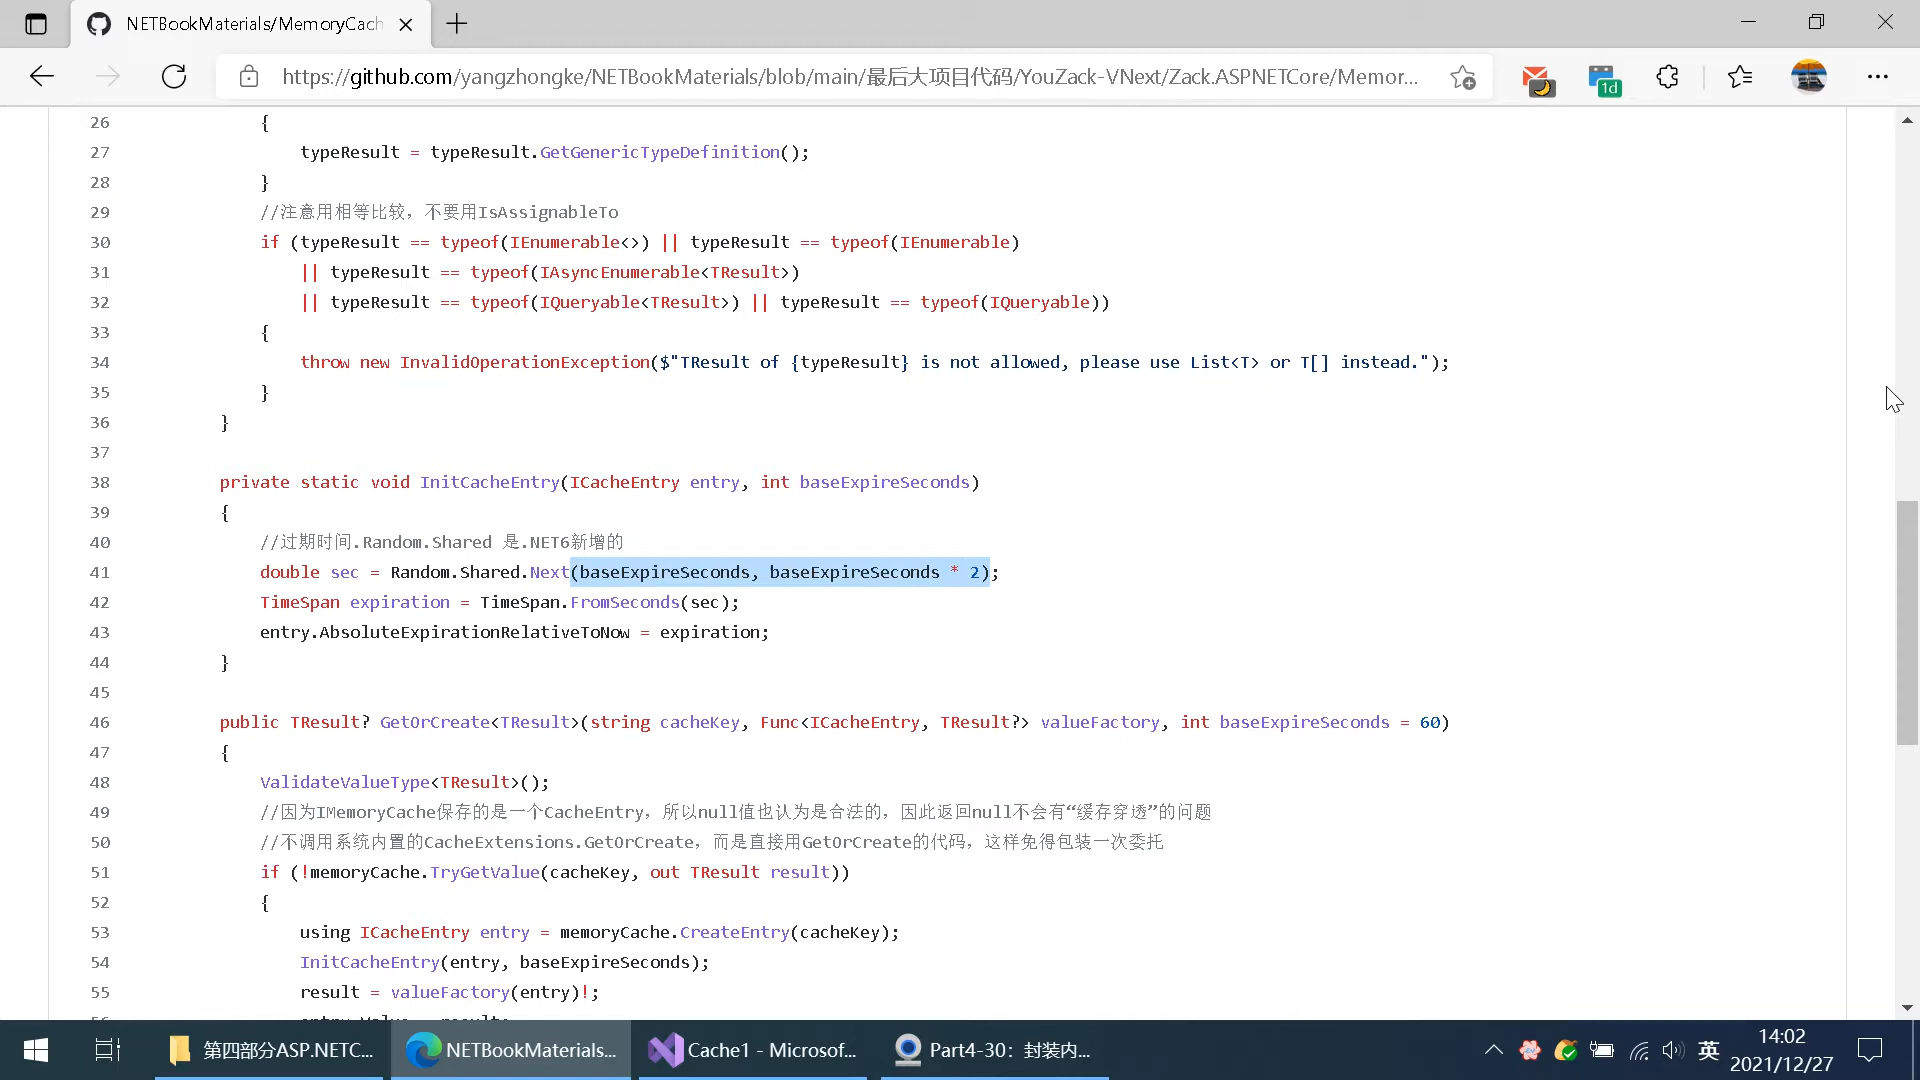 NETBookMaterials/MemoryCach
https://github.com/yangzhongke/NETBookMaterials/blob/main/最后大项目代码/YouZack-VNext/Zack.ASPNETCore/Memor...
1d
26 {
27 typeResult = typeResult.GetGenericTypeDefinition();
28 }
29 //注意用相等比较，不要用IsAssignableTo
30 if (typeResult == typeof(IEnumerable<>) || typeResult == typeof(IEnumerable)
31 || typeResult == typeof(IAsyncEnumerable<TResult>)
32 || typeResult == typeof(IQueryable<TResult>) || typeResult == typeof(IQueryable))
33 {
34 throw new InvalidOperationException($"TResult of {typeResult} is not allowed, please use List<T> or T[] instead.");
35 }
36 }
37
38 private static void InitCacheEntry(ICacheEntry entry, int baseExpireSeconds)
39 {
40 //过期时间.Random.Shared 是.NET6新增的
41 double sec = Random.Shared.Next(baseExpireSeconds, baseExpireSeconds * 2);
42 TimeSpan expiration = TimeSpan.FromSeconds(sec);
43 entry.AbsoluteExpirationRelativeToNow = expiration;
44 }
45
46 public TResult? GetOrCreate<TResult>(string cacheKey, Func<ICacheEntry, TResult?> valueFactory, int baseExpireSeconds = 60)
47 {
48 ValidateValueType<TResult>();
49 //因为IMemoryCache保存的是一个CacheEntry，所以null值也认为是合法的，因此返回null不会有“缓存穿透”的问题
50 //不调用系统内置的CacheExtensions.GetOrCreate，而是直接用GetOrCreate的代码，这样免得包装一次委托
51 if (!memoryCache.TryGetValue(cacheKey, out TResult result))
52 {
53 using ICacheEntry entry = memoryCache.CreateEntry(cacheKey);
54 InitCacheEntry(entry, baseExpireSeconds);
55 result = valueFactory(entry)!;
第四部分ASP.NETC...
NETBookMaterials...
Cache1 - Microsof...
Part4-30：封装内...
英
14:02
2021/12/27